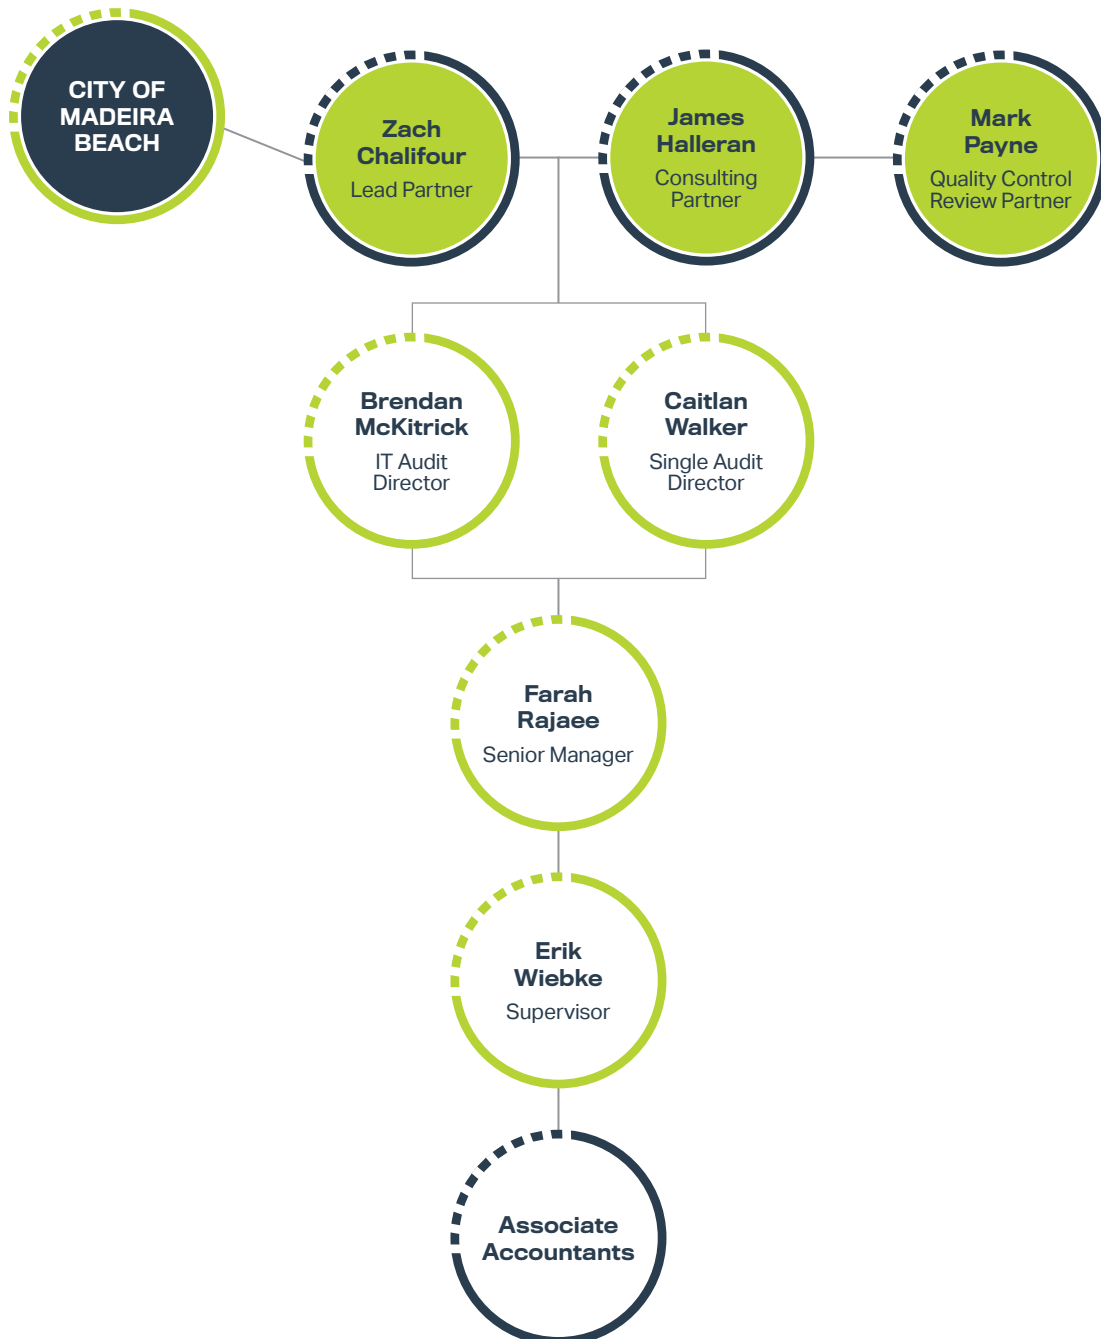 CITY OF
MADEIRA
BEACH
Zach
Chalifour
Lead Partner
James
Halleran
Consulting
Partner
Mark
Payne
Quality Control
Review Partner
Brendan
McKitrick
IT Audit
Director
Caitlan
Walker
Single Audit
Director
Farah
Rajaee
Senior Manager
Erik
Wiebke
Supervisor
Associate
Accountants